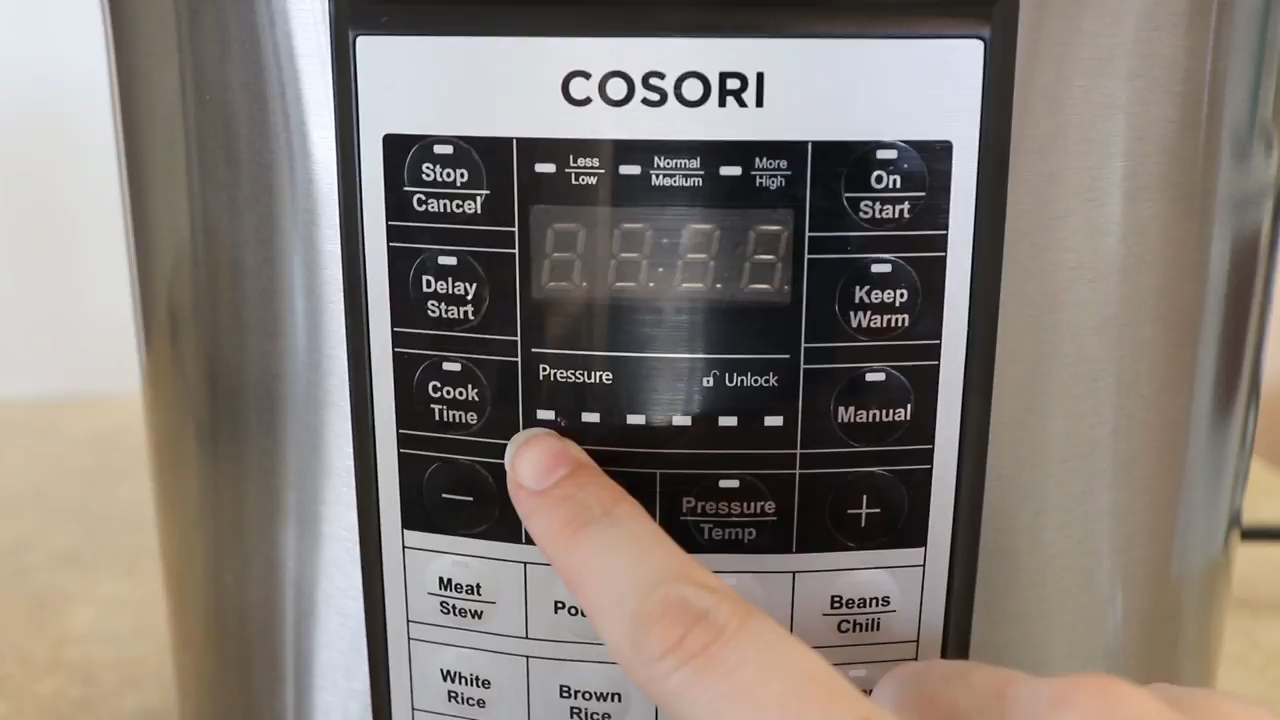 COSORI
Stop
Cancel
Less
Low
Normal
Medium
More
High
On
Start
Delay
Start
Keep
Warm
Cook
Time
Pressure
Unlock
Manual
Pressure
Temp
Meat
Stew
Beans
Chili
White
Rice
Brown
Rice